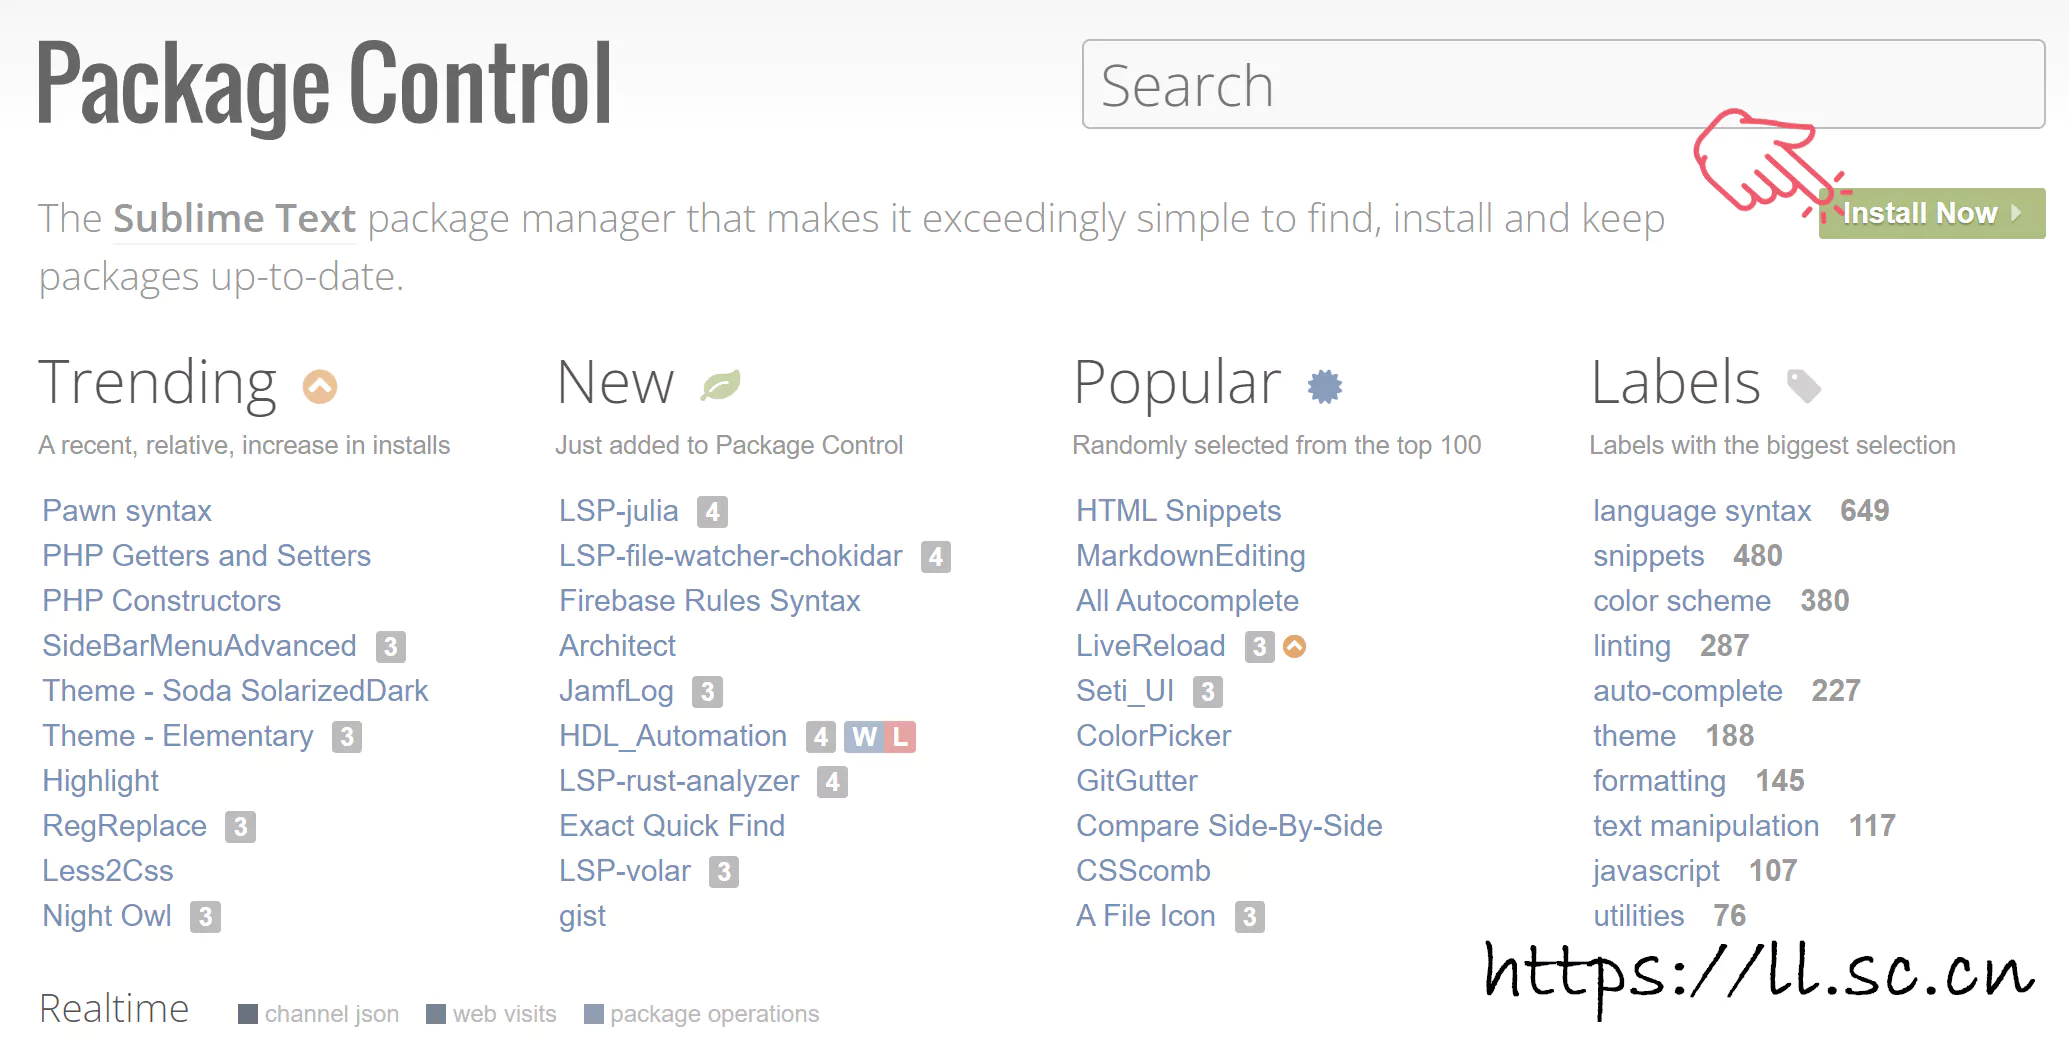 Package Control
Search
The Sublime Text package manager that makes it exceedingly simple to find, install and keep
packages up-to-date.
Install Now
Trending
A recent, relative, increase in installs
Pawn syntax
PHP Getters and Setters
PHP Constructors
SideBarMenuAdvanced 3
Theme - Soda SolarizedDark
Theme - Elementary 3
Highlight
RegReplace 3
Less2Css
Night Owl 3
New
Just added to Package Control
LSP-julia 4
LSP-file-watcher-chokidar 4
Firebase Rules Syntax
Architect
JamfLog 3
HDL_Automation 4 W L
LSP-rust-analyzer 4
Exact Quick Find
LSP-volar 3
gist
Popular
Randomly selected from the top 100
HTML Snippets
MarkdownEditing
All Autocomplete
LiveReload 3
Seti_UI 3
ColorPicker
GitGutter
Compare Side-By-Side
CSScomb
A File Icon 3
Labels
Labels with the biggest selection
language syntax 649
snippets 480
color scheme 380
linting 287
auto-complete 227
theme 188
formatting 145
text manipulation 117
javascript 107
utilities 76
https://ll.sc.cn
Realtime channel json web visits package operations